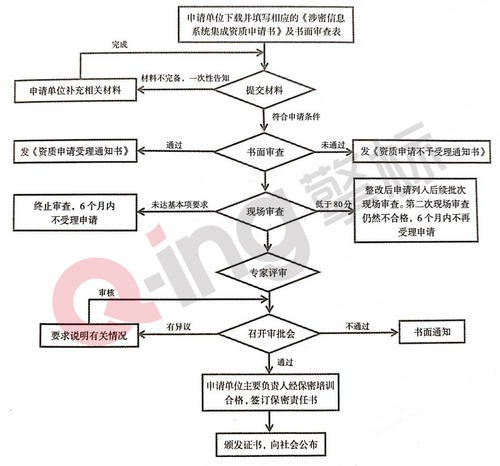 申请单位下载并填写相应的《涉密信息
系统集成资质申请书》及书面审查表
完成
材料不完备，一次性告知
申请单位补充相关材料
提交材料
符合申请条件
通过
未通过
发《资质申请受理通知书》
书面审查
发《资质申请不予受理通知书》
终止审查，6个月内
不受理申请
未达基本项要求
现场审查
低于80分
整改后申请列入后续批次
现场审查。第二次现场审查
仍然不合格，6个月内不再
受理申请
专家评审
审核
要求说明有关情况
有异议
召开审批会
不通过
书面通知
通过
申请单位主要负责人经保密培训
合格，签订保密责任书
颁发证书，向社会公布
Q-ing擎标